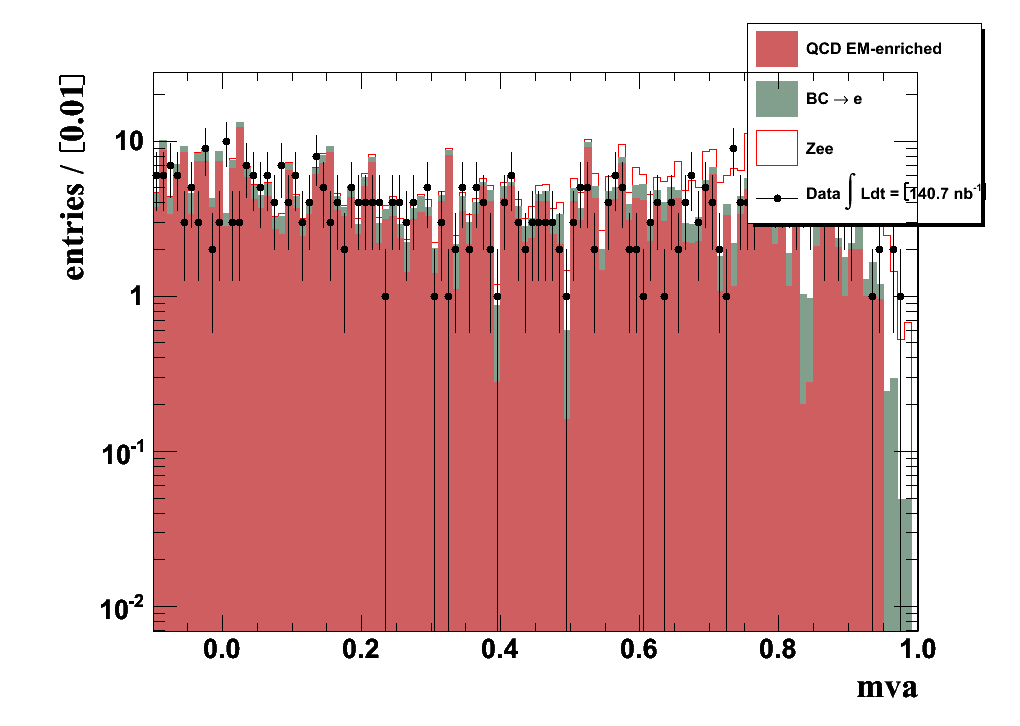 QCD EM-enriched
BC → e
Zee
Data ∫ Ldt = [140.7 nb⁻¹
entries / [0.01]
10
1
10⁻¹
10⁻²
0.0 0.2 0.4 0.6 0.8 1.0
mva